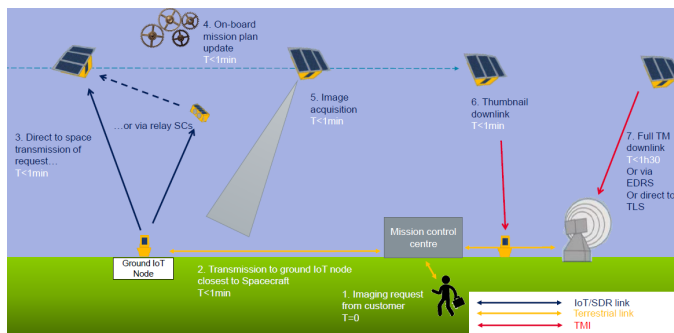 4. On-board
mission plan
update
T<1min
3. Direct to space
transmission of
request…
T<1min
…or via relay SCs
5. Image
acquisition
T<1min
6. Thumbnail
downlink
T<1min
7. Full TM
downlink
T<1h30
Or via
EDRS
Or direct to
TLS
Ground IoT
Node
Mission control
centre
2. Transmission to ground IoT node
closest to Spacecraft
T<1min
1. Imaging request
from customer
T=0
IoT/SDR link
Terrestrial link
TMI